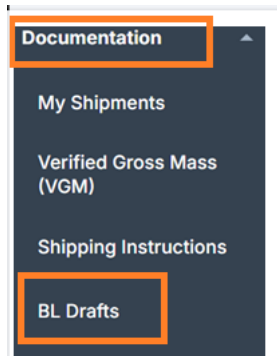 Documentation
My Shipments
Verified Gross Mass
(VGM)
Shipping Instructions
BL Drafts